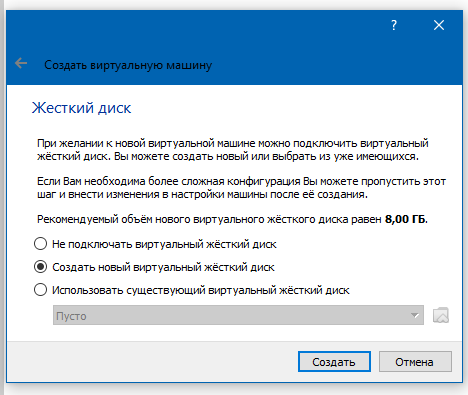 ?
Создать виртуальную машину
Жесткий диск
При желании к новой виртуальной машине можно подключить виртуальный
жёсткий диск. Вы можете создать новый или выбрать из уже имеющихся.
Если Вам необходима более сложная конфигурация Вы можете пропустить этот
шаг и внести изменения в настройки машины после её создания.
Рекомендуемый объём нового виртуального жёсткого диска равен 8,00 ГБ.
Не подключать виртуальный жёсткий диск
Создать новый виртуальный жёсткий диск
Использовать существующий виртуальный жёсткий диск
Пусто
Создать
Отмена